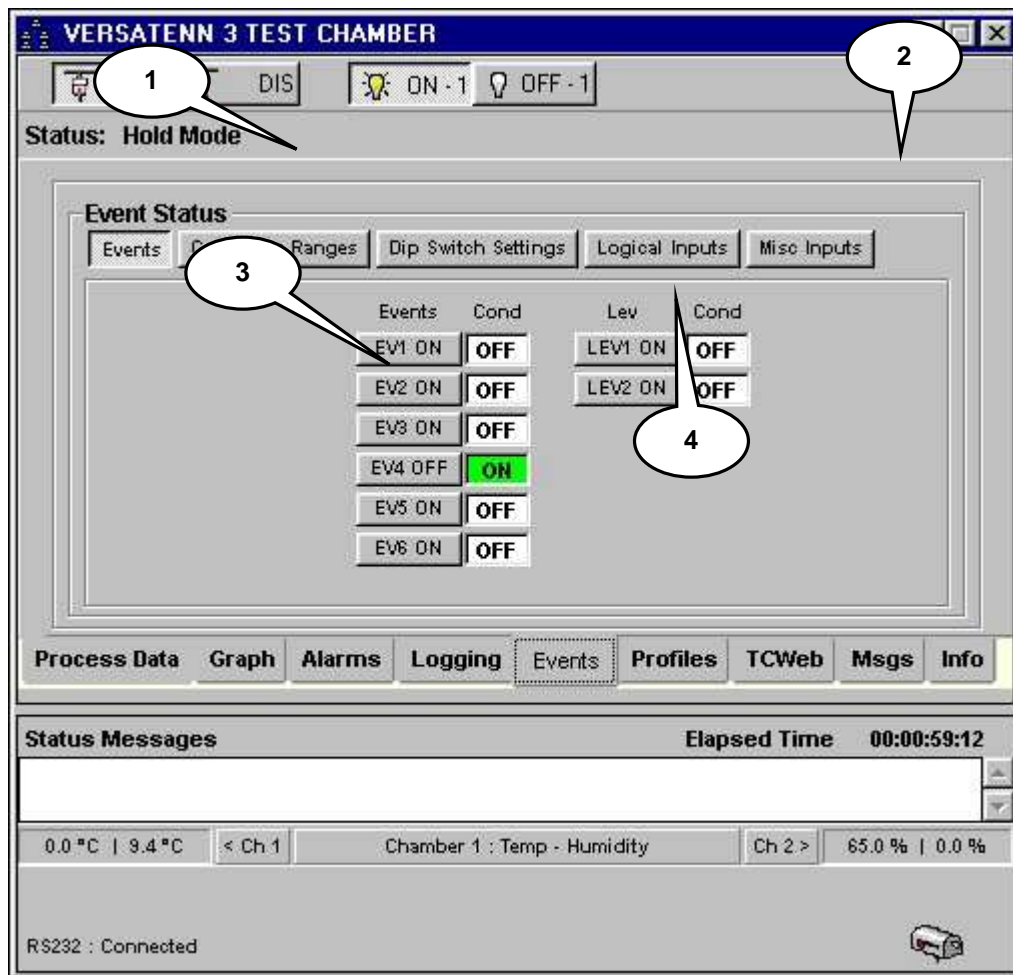 VERSATENN 3 TEST CHAMBER
2
1
DIS ON - 1 OFF - 1
Status: Hold Mode
Event Status
Events Ranges Dip Switch Settings Logical Inputs Misc Inputs
3
Events Cond Lev Cond
EV1 ON OFF LEV1 ON OFF
EV2 ON OFF LEV2 ON OFF
EV3 ON OFF
4
EV4 OFF ON
EV5 ON OFF
EV6 ON OFF
Process Data Graph Alarms Logging Events Profiles TCWeb Msgs Info
Status Messages Elapsed Time 00:00:59:12
0.0 °C | 9.4 °C < Ch 1 Chamber 1 : Temp - Humidity Ch 2 > 65.0 % | 0.0 %
RS232 : Connected